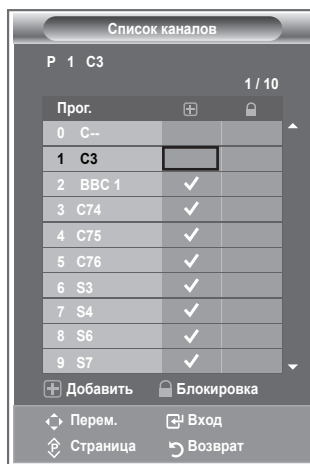 Список каналов
P 1 C3
1 / 10
Прог.
0 C--
1 C3
2 BBC 1
3 C74
4 C75
5 C76
6 S3
7 S4
8 S6
9 S7
Добавить Блокировка
Перем. Вход
Страница Возврат